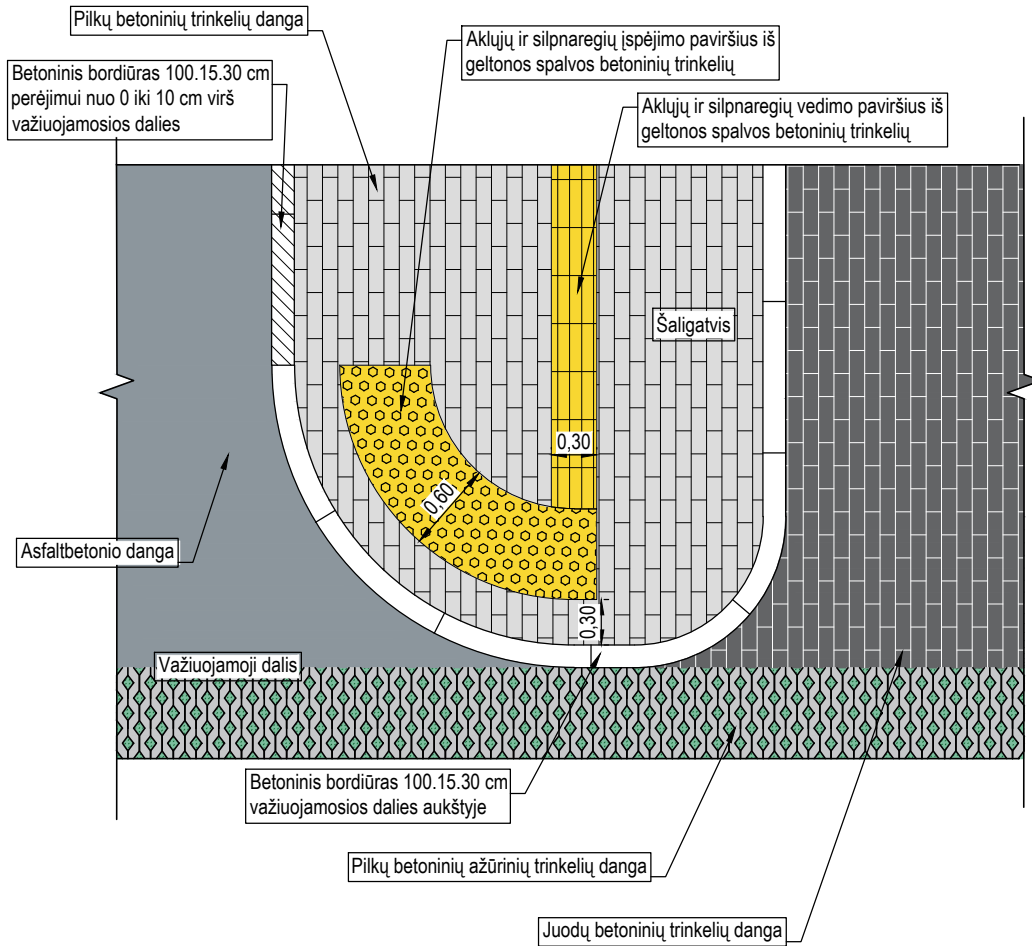 Pilkų betoninių trinkelių danga
Aklųjų ir silpnaregių įspėjimo paviršius iš
geltonos spalvos betoninių trinkelių
Betoninis bordiūras 100.15.30 cm
perėjimui nuo 0 iki 10 cm virš
važiuojamosios dalies
Aklųjų ir silpnaregių vedimo paviršius iš
geltonos spalvos betoninių trinkelių
Šaligatvis
0,30
0,60
Asfaltbetonio danga
0,30
Važiuojamoji dalis
Betoninis bordiūras 100.15.30 cm
važiuojamosios dalies aukštyje
Pilkų betoninių ažūrinių trinkelių danga
Juodų betoninių trinkelių danga